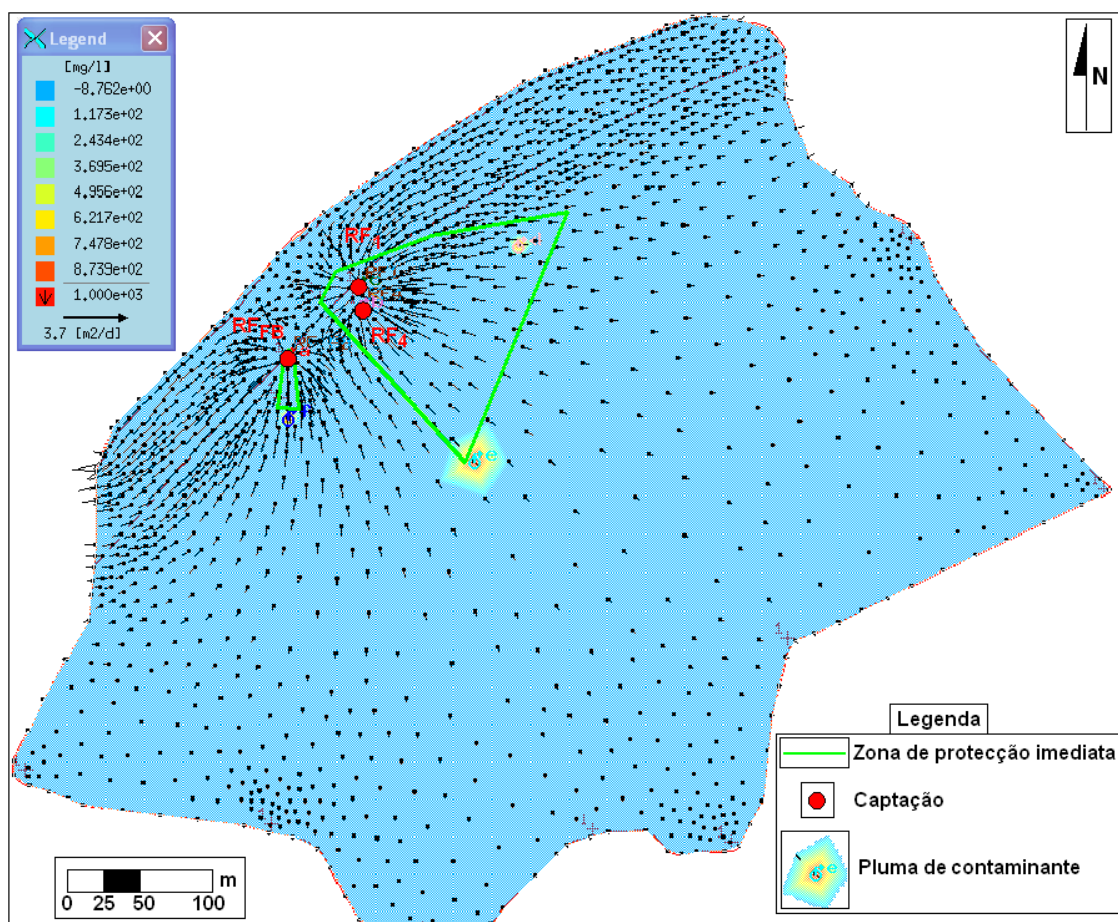 Legend
[mg/l]
-8.762e+00
1.173e+02
2.434e+02
3.695e+02
4.956e+02
6.217e+02
7.478e+02
8.739e+02
1.000e+03
3.7 [m2/d]
N
RF1
RF4
RFFB
Legenda
Zona de protecção imediata
Captação
Pluma de contaminante
m
0 25 50 100